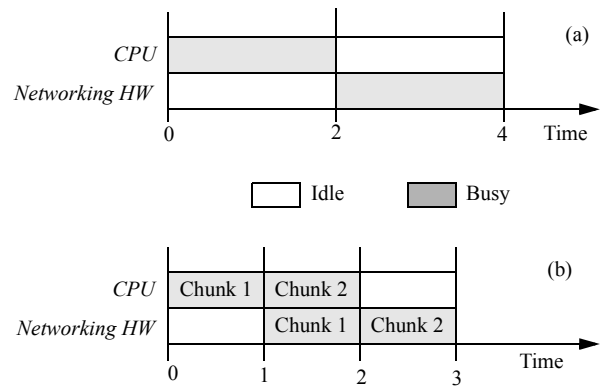 (a)
CPU
Networking HW
0 2 4 Time
Idle Busy
(b)
CPU Chunk 1 Chunk 2
Networking HW Chunk 1 Chunk 2
0 1 2 3 Time